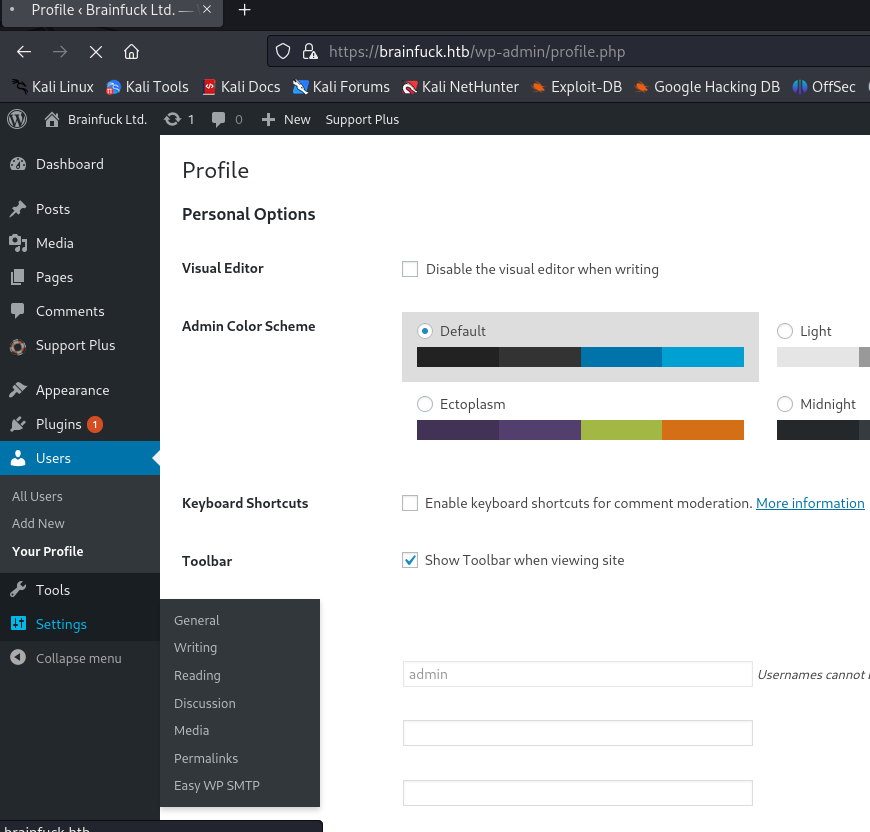 Profile ‹ Brainfuck Ltd. —
https://brainfuck.htb/wp-admin/profile.php
Kali Linux Kali Tools Kali Docs Kali Forums Kali NetHunter Exploit-DB Google Hacking DB OffSec
Brainfuck Ltd. 1 0 New Support Plus
Dashboard
Posts
Media
Pages
Comments
Support Plus
Appearance
Plugins 1
Users
All Users
Add New
Your Profile
Tools
Settings
Collapse menu
General
Writing
Reading
Discussion
Media
Permalinks
Easy WP SMTP
Profile
Personal Options
Visual Editor
Disable the visual editor when writing
Admin Color Scheme
Default
Light
Ectoplasm
Midnight
Keyboard Shortcuts
Enable keyboard shortcuts for comment moderation. More information
Toolbar
Show Toolbar when viewing site
admin
Usernames cannot
brainfuck.htb